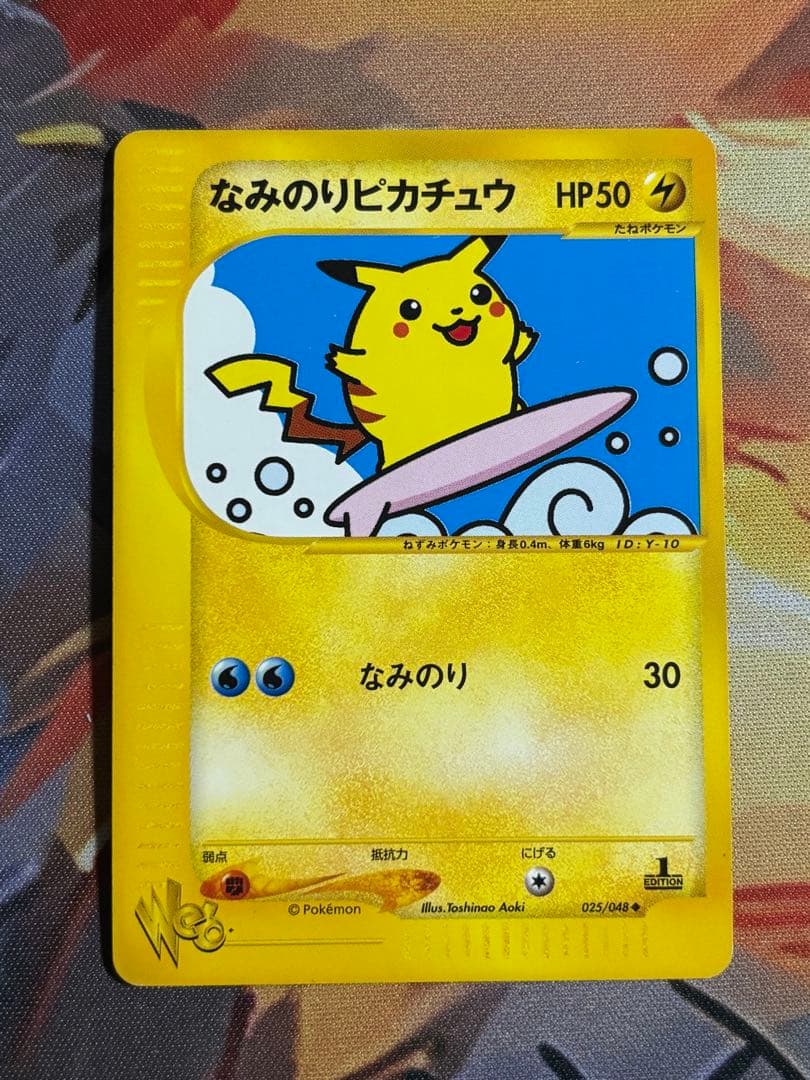 なみのりピカチュウ HP50
たねポケモン
ねずみポケモン：身長0.4m、体重6kg ID:Y-10
なみのり 30
弱点 抵抗力 にげる
1
EDITION
Web
©Pokémon Illus.Toshinao Aoki 025/048